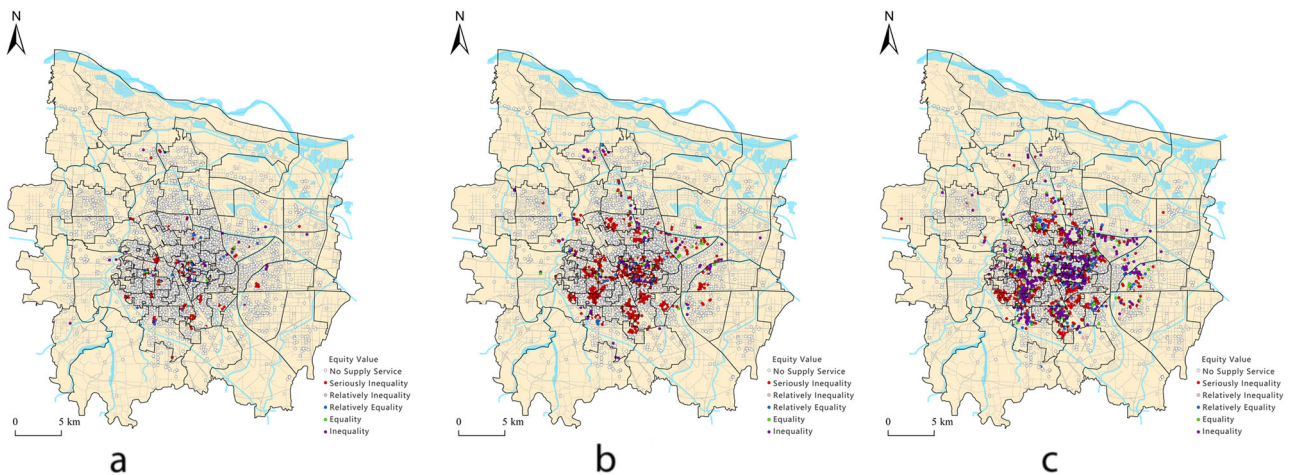 N
Equity Value
No Supply Service
Seriously Inequality
Relatively Inequality
Relatively Equality
Equality
Inequality
0 5 km
a
N
Equity Value
No Supply Service
Seriously Inequality
Relatively Inequality
Relatively Equality
Equality
Inequality
0 5 km
b
N
Equity Value
No Supply Service
Seriously Inequality
Relatively Inequality
Relatively Equality
Equality
Inequality
0 5 km
c